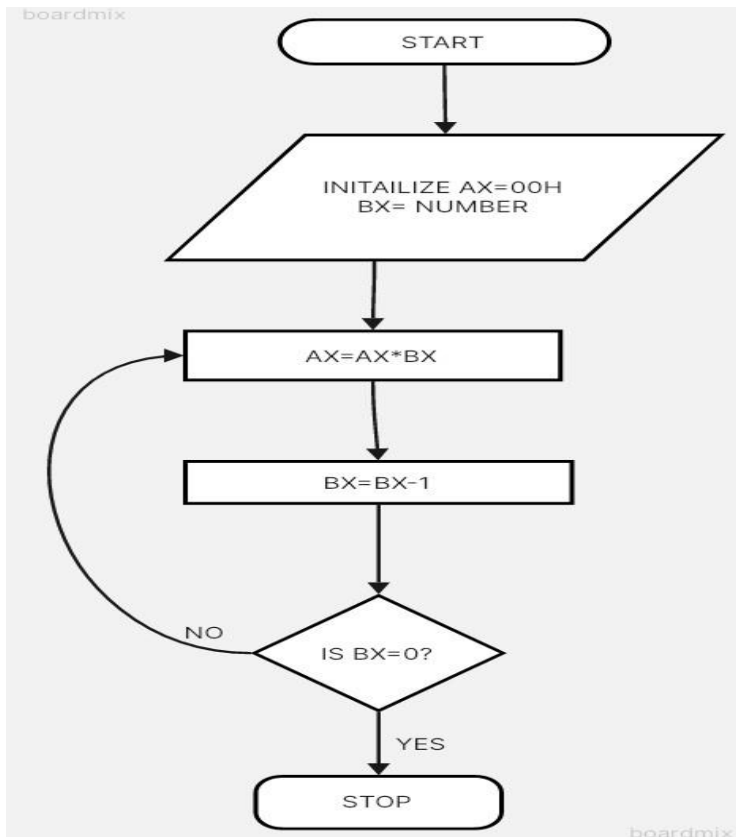 boardmix
START
INITAILIZE AX=00H
BX= NUMBER
AX=AX*BX
BX=BX-1
NO
IS BX=0?
YES
STOP
boardmix